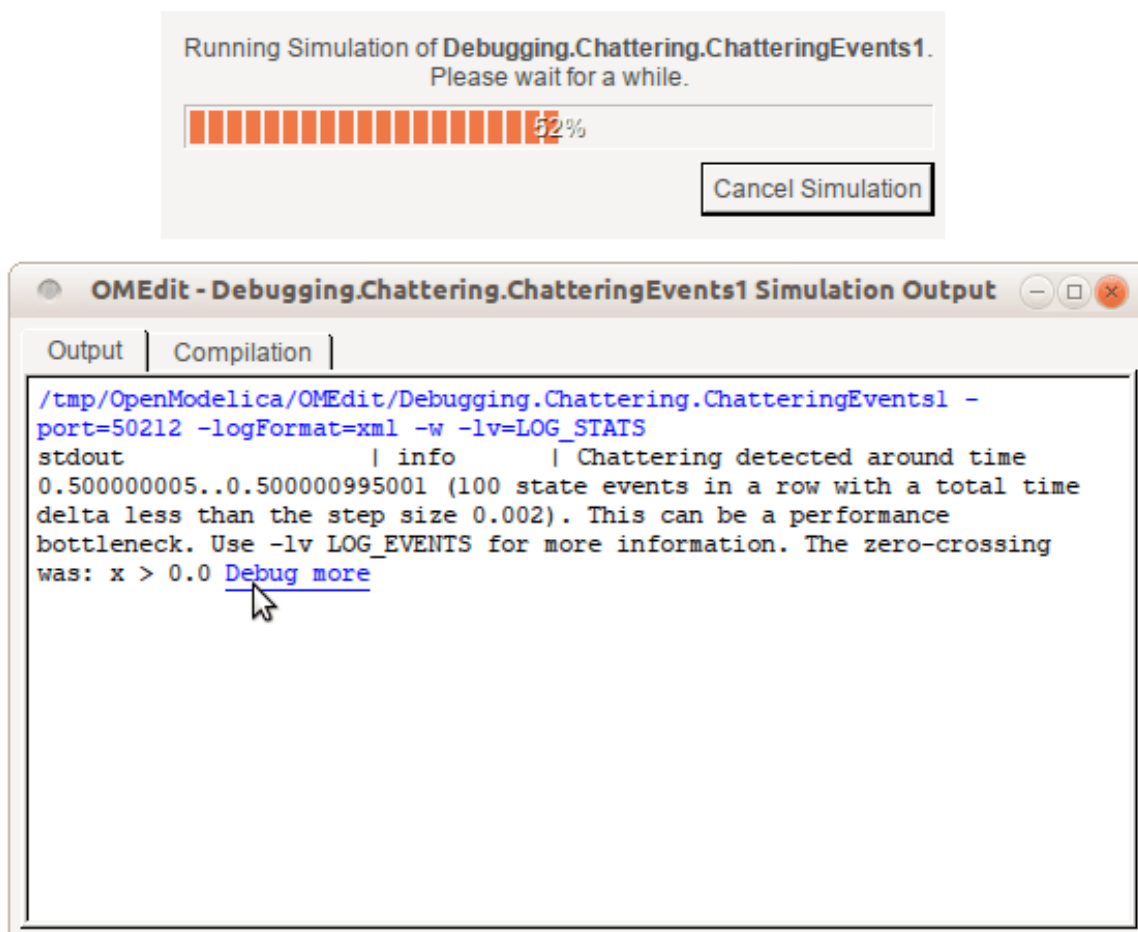 Running Simulation of Debugging.Chattering.ChatteringEvents1.
Please wait for a while.
52%
Cancel Simulation
OMEdit - Debugging.Chattering.ChatteringEvents1 Simulation Output
Output Compilation
/tmp/OpenModelica/OMEdit/Debugging.Chattering.ChatteringEvents1 -
port=50212 -logFormat=xml -w -lv=LOG_STATS
stdout | info | Chattering detected around time
0.500000005..0.500000995001 (100 state events in a row with a total time
delta less than the step size 0.002). This can be a performance
bottleneck. Use -lv LOG_EVENTS for more information. The zero-crossing
was: x > 0.0 Debug more